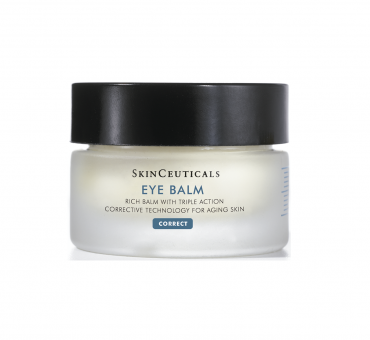 SKINCEUTICALS
EYE BALM
RICH BALM WITH TRIPLE ACTION
CORRECTIVE TECHNOLOGY FOR AGING SKIN
CORRECT